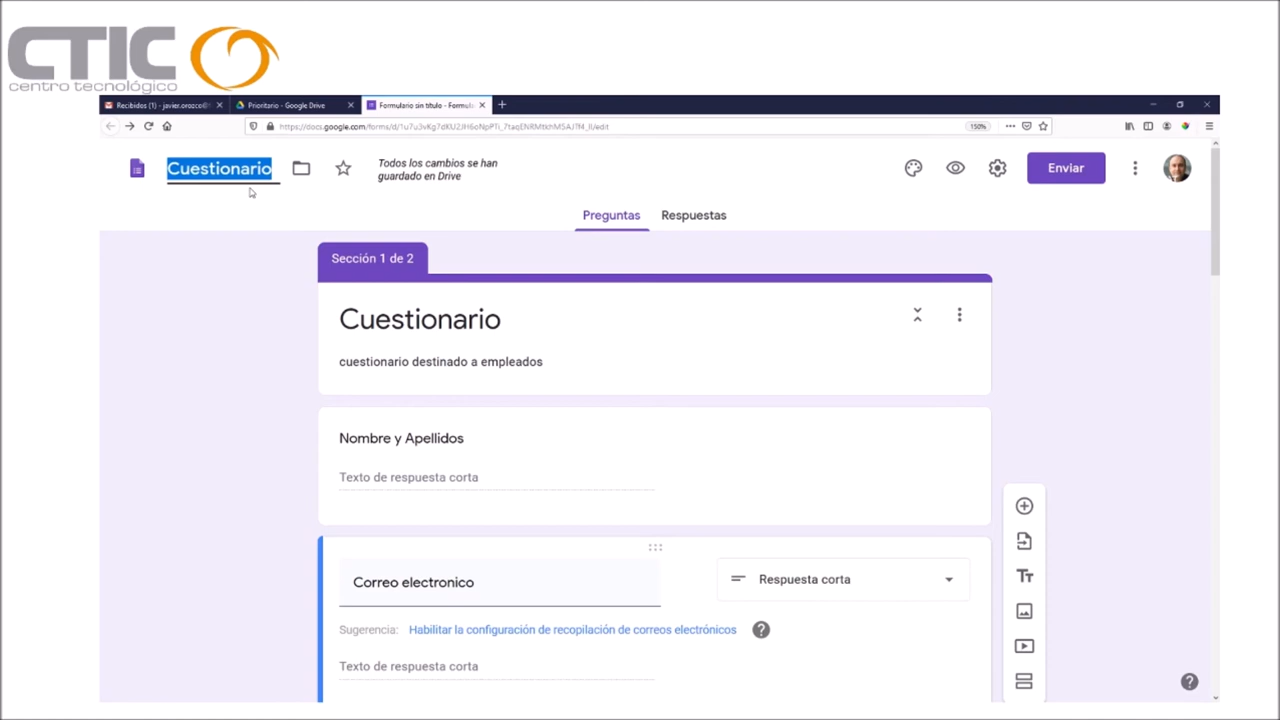 CTIC
centro tecnológico
Recibidos (1) - javier.orozco@
Prioritario - Google Drive
Formulario sin título - Formula
150%
Cuestionario
Todos los cambios se han
guardado en Drive
Enviar
Preguntas
Respuestas
Sección 1 de 2
Cuestionario
cuestionario destinado a empleados
Nombre y Apellidos
Texto de respuesta corta
Correo electronico
Respuesta corta
Sugerencia: Habilitar la configuración de recopilación de correos electrónicos
Texto de respuesta corta